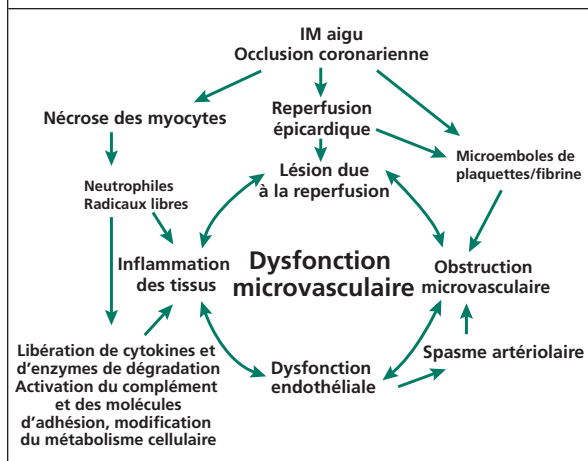 IM aigu
Occlusion coronarienne
Nécrose des myocytes
Reperfusion
épicardique
Microemboles de
plaquettes/fibrine
Lésion due
à la reperfusion
Neutrophiles
Radicaux libres
Inflammation
des tissus
Dysfonction
microvasculaire
Obstruction
microvasculaire
Libération de cytokines et
d'enzymes de dégradation
Activation du complément
et des molécules
d'adhésion, modification
du métabolisme cellulaire
Dysfonction
endothéliale
Spasme artériolaire